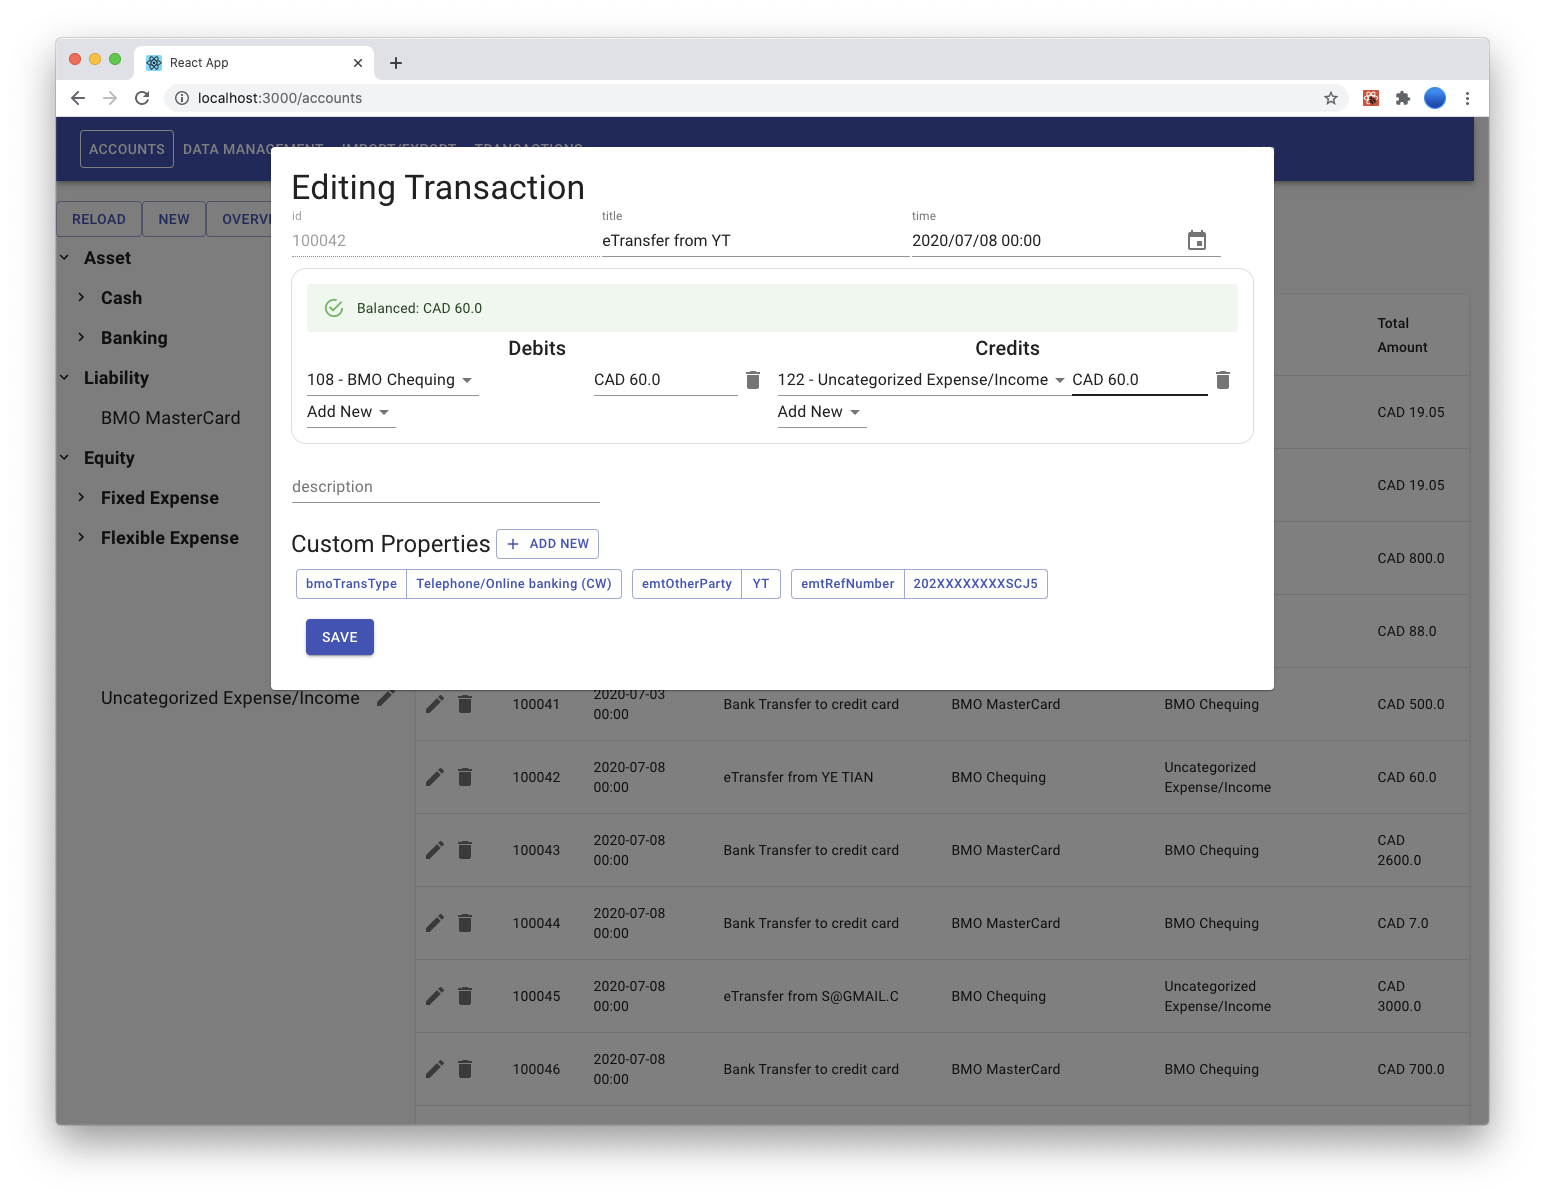 React App
localhost:3000/accounts
ACCOUNTS DATA MANAGEMENT IMPORT/EXPORT TRANSACTIONS
RELOAD NEW
Asset
Cash
Banking
Liability
BMO MasterCard
Equity
Fixed Expense
Flexible Expense
Uncategorized Expense/Income
Editing Transaction
id title time
100042 eTransfer from YT 2020/07/08 00:00
Balanced: CAD 60.0
Debits Credits
108 - BMO Chequing CAD 60.0 122 - Uncategorized Expense/Income CAD 60.0
Add New Add New
description
Custom Properties + ADD NEW
bmoTransType Telephone/Online banking (CW) emtOtherParty YT emtRefNumber 202XXXXXXXXSCJ5
SAVE
Total
Amount
CAD 19.05
CAD 19.05
CAD 800.0
CAD 88.0
100041 2020-07-03 00:00 Bank Transfer to credit card BMO MasterCard BMO Chequing CAD 500.0
100042 2020-07-08 00:00 eTransfer from YE TIAN BMO Chequing Uncategorized Expense/Income CAD 60.0
100043 2020-07-08 00:00 Bank Transfer to credit card BMO MasterCard BMO Chequing CAD 2600.0
100044 2020-07-08 00:00 Bank Transfer to credit card BMO MasterCard BMO Chequing CAD 7.0
100045 2020-07-08 00:00 eTransfer from S@GMAIL.C BMO Chequing Uncategorized Expense/Income CAD 3000.0
100046 2020-07-08 00:00 Bank Transfer to credit card BMO MasterCard BMO Chequing CAD 700.0